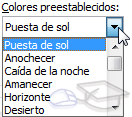 Colores preestablecidos:
Puesta de sol
Puesta de sol
Anochecer
Caída de la noche
Amanecer
Horizonte
Desierto